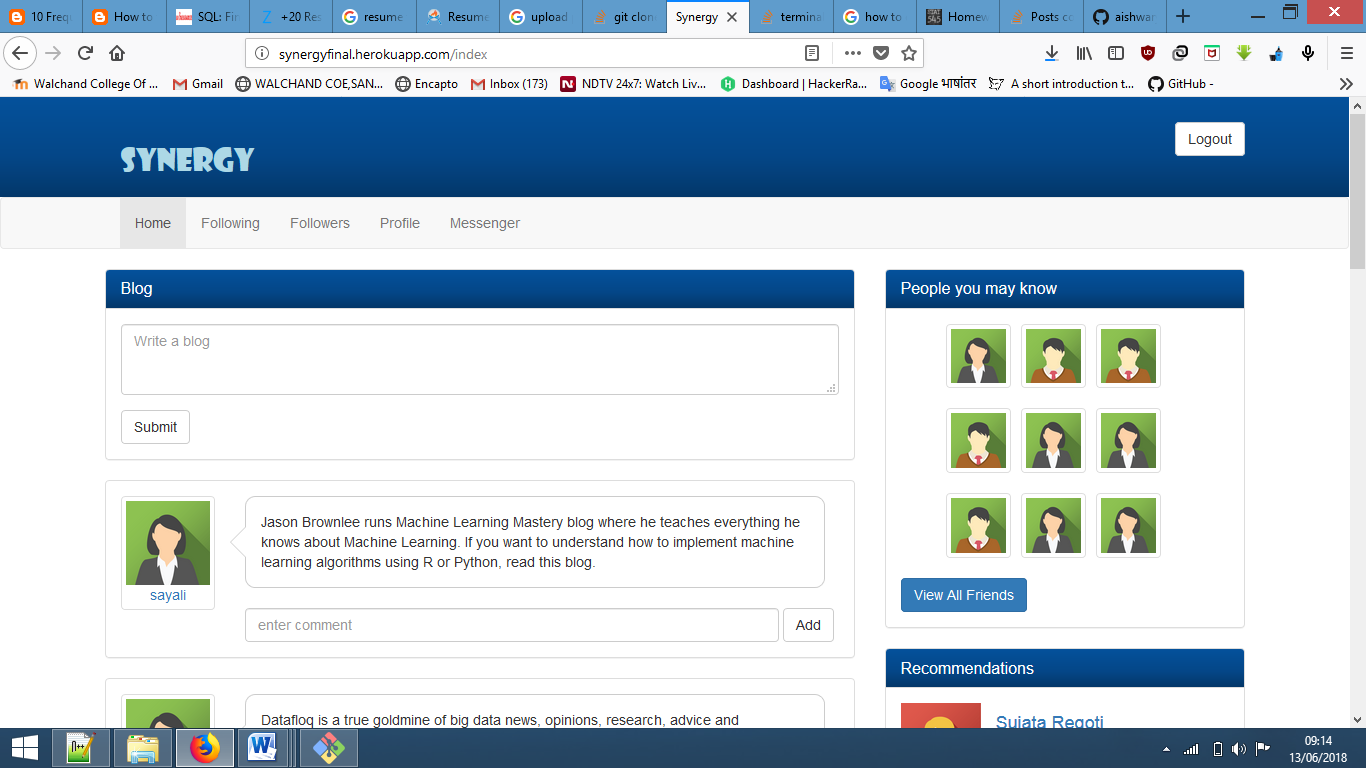 10 Freq
How to
SQL: Fin
+20 Res
resume
Resume
upload
git clon
Synergy
termina
how to
Homew
Posts co
aishwar
synergyfinal.herokuapp.com/index
Walchand College Of ...
Gmail
WALCHAND COE,SAN...
Encapto
Inbox (173)
NDTV 24x7: Watch Liv...
Dashboard | HackerRa...
Google भाषांतर
A short introduction t...
GitHub -
SYNERGY
Logout
Home
Following
Followers
Profile
Messenger
Blog
Write a blog
Submit
Jason Brownlee runs Machine Learning Mastery blog where he teaches everything he
knows about Machine Learning. If you want to understand how to implement machine
learning algorithms using R or Python, read this blog.
sayali
enter comment
Add
Dataflog is a true goldmine of big data news, opinions, research, advice and
People you may know
View All Friends
Recommendations
Sujata Regoti
09:14
13/06/2018